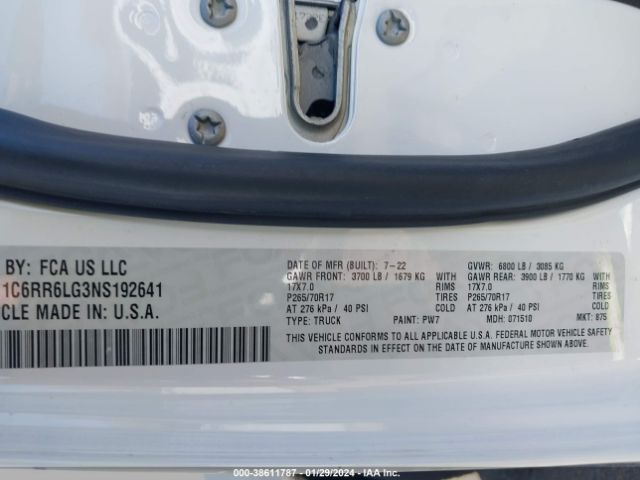 BY: FCA US LLC
1C6RR6LG3NS192641
CLE MADE IN: U.S.A.
DATE OF MFR (BUILT): 7-22 GVWR: 6800 LB / 3085 KG
GAWR FRONT: 3700 LB / 1679 KG GAWR REAR: 3900 LB / 1770 KG
17X7.0 RIMS 17X7.0 RIMS
P265/70R17 TIRES P265/70R17 TIRES
AT 276 kPa / 40 PSI COLD AT 276 kPa / 40 PSI COLD
TYPE: TRUCK PAINT: PW7 MDH: 071510 MKT: 875
THIS VEHICLE CONFORMS TO ALL APPLICABLE U.S.A. FEDERAL MOTOR VEHICLE SAFETY
STANDARDS IN EFFECT ON THE DATE OF MANUFACTURE SHOWN ABOVE.
000-38611787 - 01/29/2024 - IAA Inc.